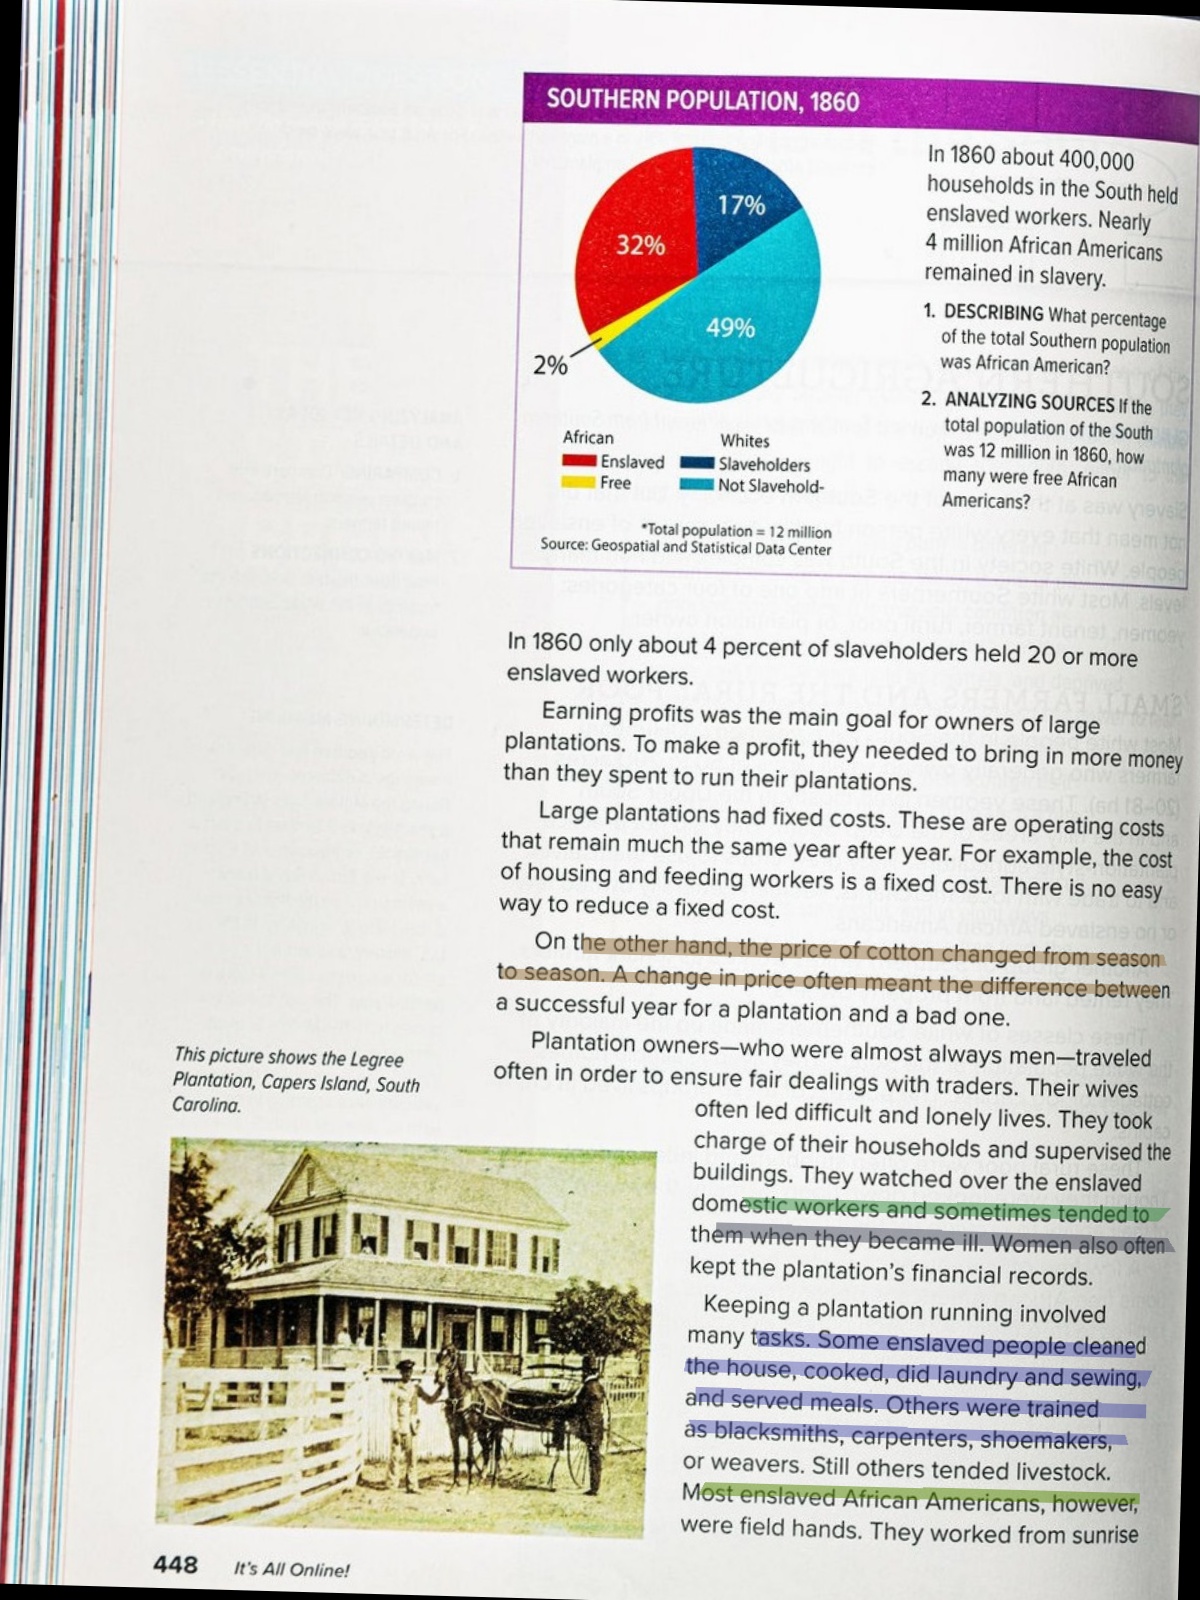 SOUTHERN POPULATION, 1860
17%
32%
49%
2%
African
Enslaved
Free
Whites
Slaveholders
Not Slavehold-
*Total population = 12 million
Source: Geospatial and Statistical Data Center
In 1860 about 400,000
households in the South held
enslaved workers. Nearly
4 million African Americans
remained in slavery.
1. DESCRIBING What percentage
of the total Southern population
was African American?
2. ANALYZING SOURCES If the
total population of the South
was 12 million in 1860, how
many were free African
Americans?
In 1860 only about 4 percent of slaveholders held 20 or more
enslaved workers.
Earning profits was the main goal for owners of large
plantations. To make a profit, they needed to bring in more money
than they spent to run their plantations.
Large plantations had fixed costs. These are operating costs
that remain much the same year after year. For example, the cost
of housing and feeding workers is a fixed cost. There is no easy
way to reduce a fixed cost.
On the other hand, the price of cotton changed from season
to season. A change in price often meant the difference between
a successful year for a plantation and a bad one.
Plantation owners—who were almost always men—traveled
often in order to ensure fair dealings with traders. Their wives
often led difficult and lonely lives. They took
charge of their households and supervised the
buildings. They watched over the enslaved
domestic workers and sometimes tended to
them when they became ill. Women also often
kept the plantation's financial records.
Keeping a plantation running involved
many tasks. Some enslaved people cleaned
the house, cooked, did laundry and sewing,
and served meals. Others were trained
as blacksmiths, carpenters, shoemakers,
or weavers. Still others tended livestock.
Most enslaved African Americans, however,
were field hands. They worked from sunrise
This picture shows the Legree
Plantation, Capers Island, South
Carolina.
448 It's All Online!